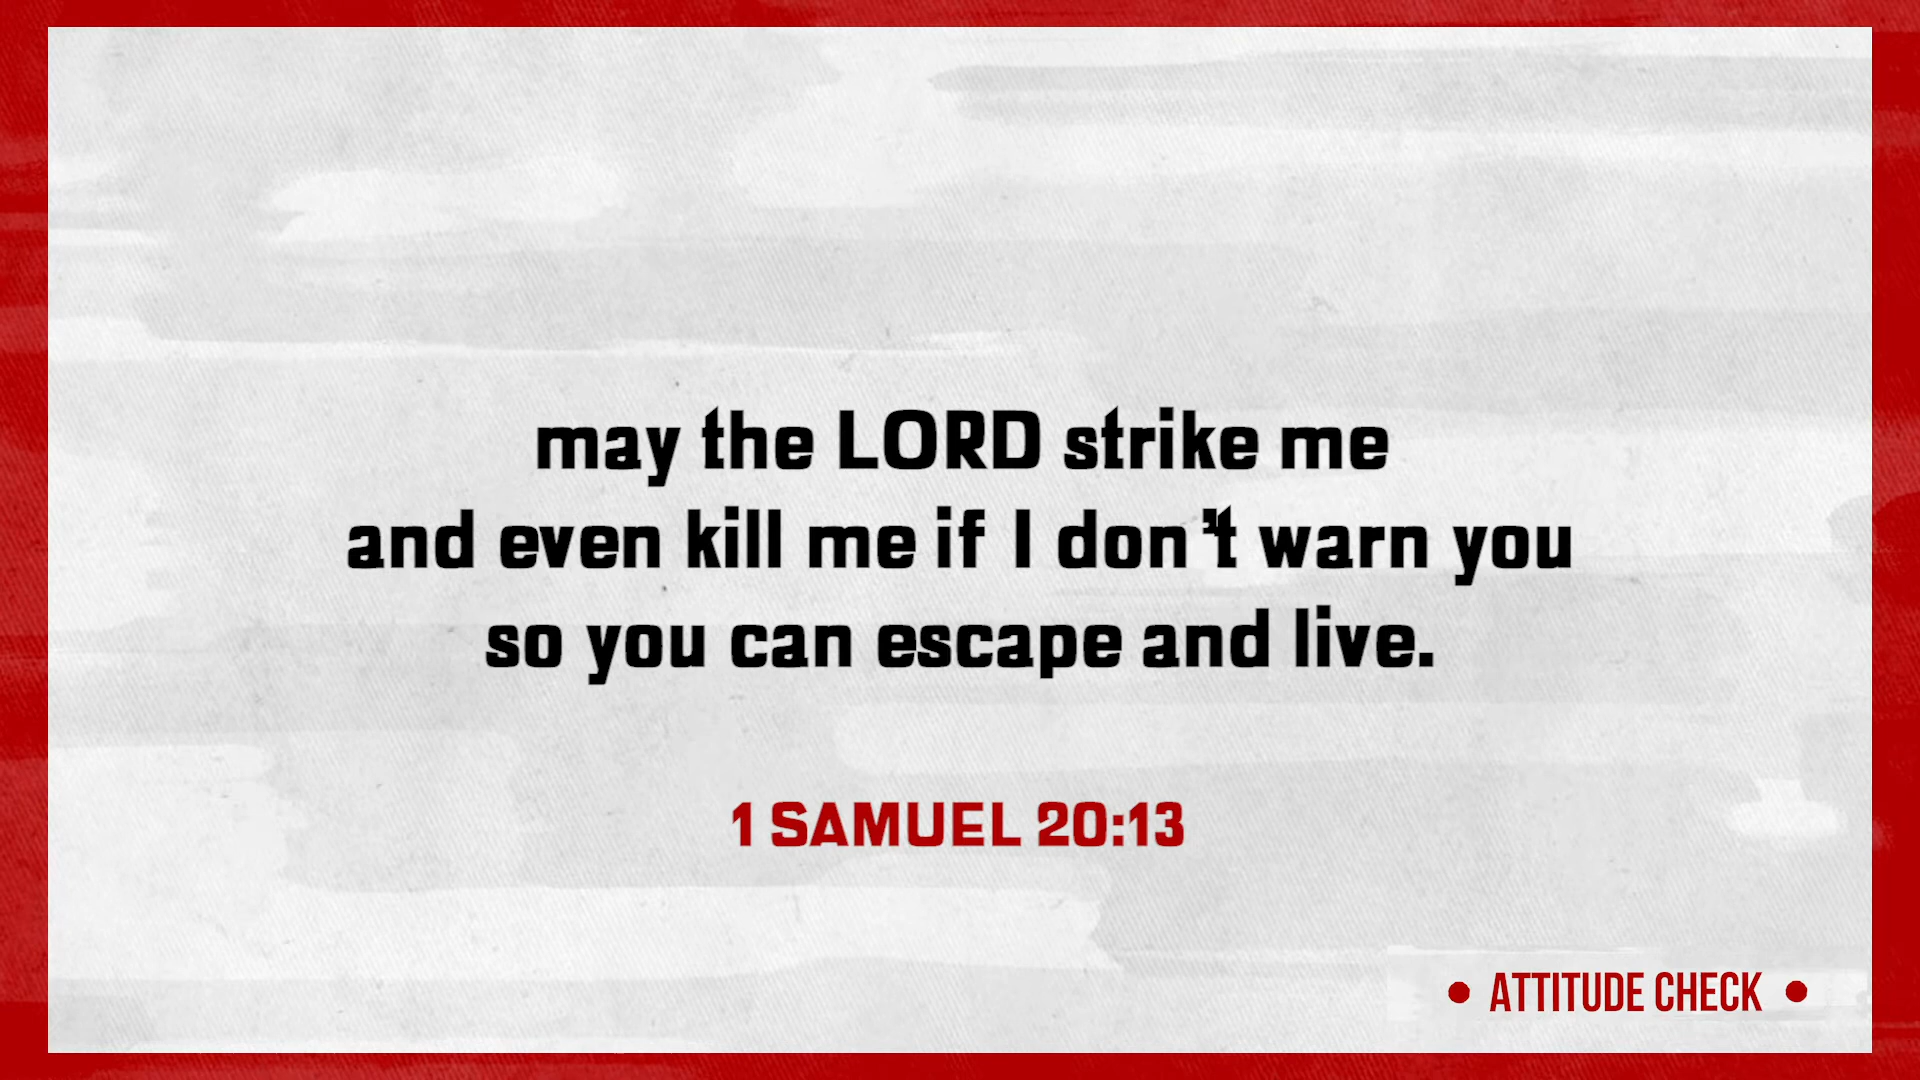 may the LORD strike me
and even kill me if I don't warn you
so you can escape and live.
1 SAMUEL 20:13
• ATTITUDE CHECK •